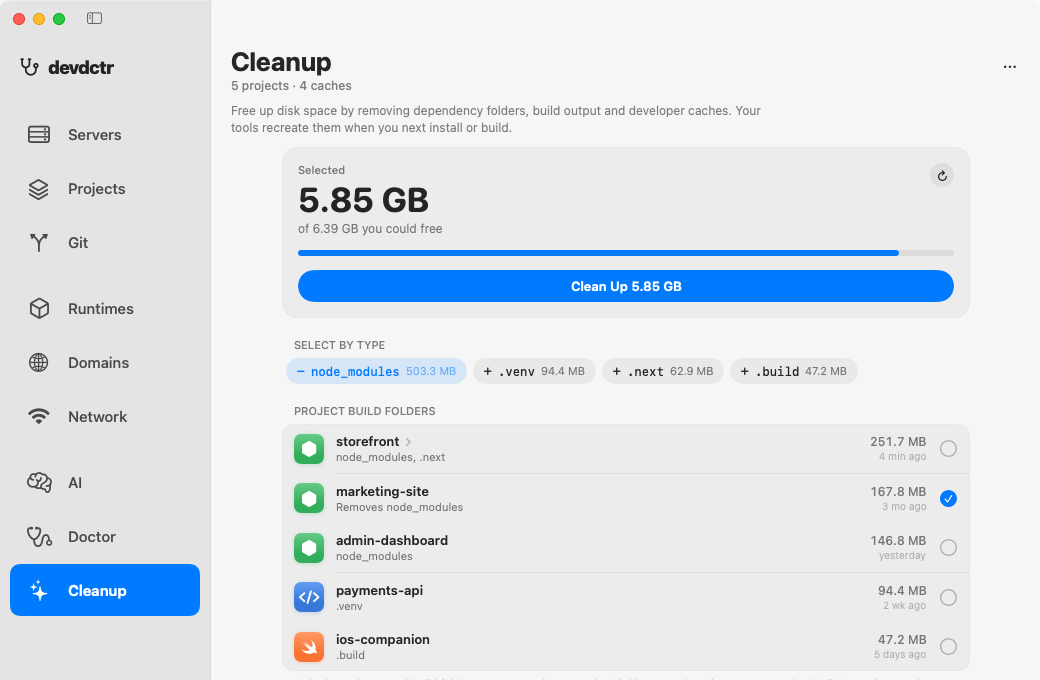 devdctr
Servers
Projects
Git
Runtimes
Domains
Network
AI
Doctor
Cleanup
Cleanup
5 projects · 4 caches
Free up disk space by removing dependency folders, build output and developer caches. Your
tools recreate them when you next install or build.
Selected
5.85 GB
of 6.39 GB you could free
Clean Up 5.85 GB
SELECT BY TYPE
− node_modules 503.3 MB + .venv 94.4 MB + .next 62.9 MB + .build 47.2 MB
PROJECT BUILD FOLDERS
storefront 251.7 MB
node_modules, .next 4 min ago
marketing-site 167.8 MB
Removes node_modules 3 mo ago
admin-dashboard 146.8 MB
node_modules yesterday
payments-api 94.4 MB
.venv 2 wk ago
ios-companion 47.2 MB
.build 5 days ago